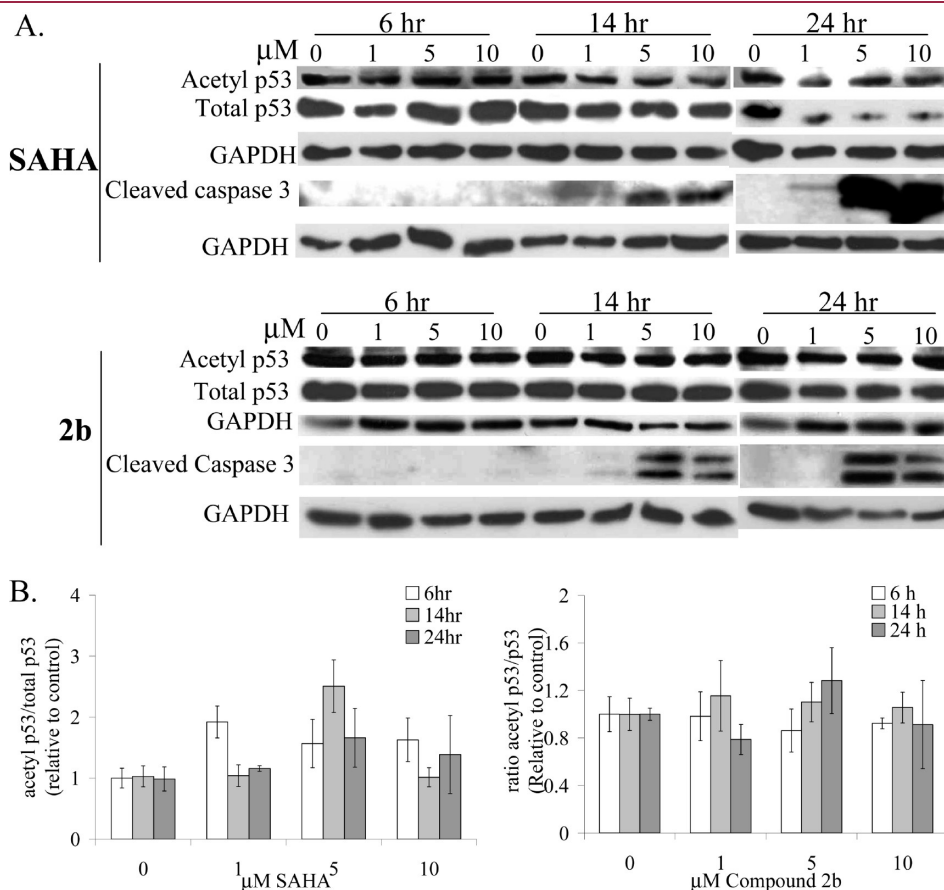 A.
6 hr 14 hr 24 hr
μM 0 1 5 10 0 1 5 10 0 1 5 10
Acetyl p53
Total p53
SAHA
GAPDH
Cleaved caspase 3
GAPDH
6 hr 14 hr 24 hr
μM 0 1 5 10 0 1 5 10 0 1 5 10
Acetyl p53
Total p53
2b
GAPDH
Cleaved Caspase 3
GAPDH
B.
acetyl p53/total p53
(relative to control)
4
3
2
1
0
6hr
14hr
24hr
0 1 5 10
μM SAHA
ratio acetyl p53/p53
(Relative to control)
2
1.6
1.2
0.8
0.4
0
6 h
14 h
24 h
0 1 5 10
μM Compound 2b